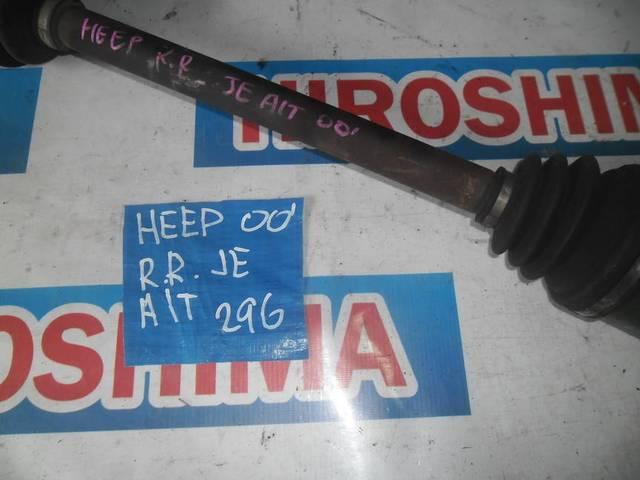 HEEP R.R JE AIT 00'
HIROSHIM
HEEP 00'
R.R. JE
AIT 296
OSHIMA